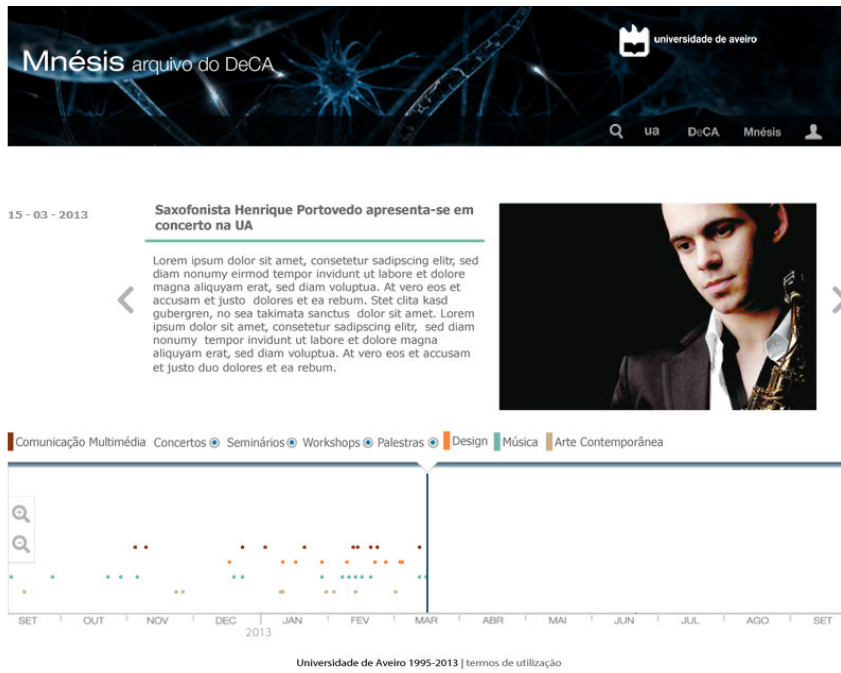 Mnésis arquivo do DeCA
universidade de aveiro
ua DeCA Mnésis
15 - 03 - 2013
Saxofonista Henrique Portovedo apresenta-se em
concerto na UA
Lorem ipsum dolor sit amet, consetetur sadipscing elitr, sed
diam nonumy eirmod tempor invidunt ut labore et dolore
magna aliquyam erat, sed diam voluptua. At vero eos et
accusam et justo dolores et ea rebum. Stet clita kasd
gubergren, no sea takimata sanctus dolor sit amet. Lorem
ipsum dolor sit amet, consetetur sadipscing elitr, sed diam
nonumy tempor invidunt ut labore et dolore magna
aliquyam erat, sed diam voluptua. At vero eos et accusam
et justo duo dolores et ea rebum.
Comunicação Multimédia Concertos Seminários Workshops Palestras Design Música Arte Contemporânea
SET OUT NOV DEC JAN FEV MAR ABR MAI JUN JUL AGO SET
2013
Universidade de Aveiro 1995-2013 | termos de utilização